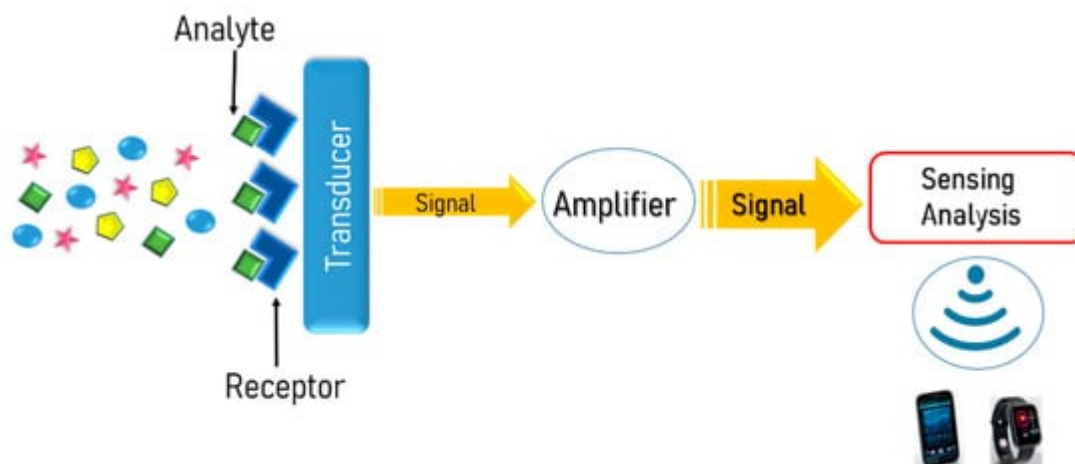 Analyte
Transducer
Receptor
Signal
Amplifier
Signal
Sensing
Analysis